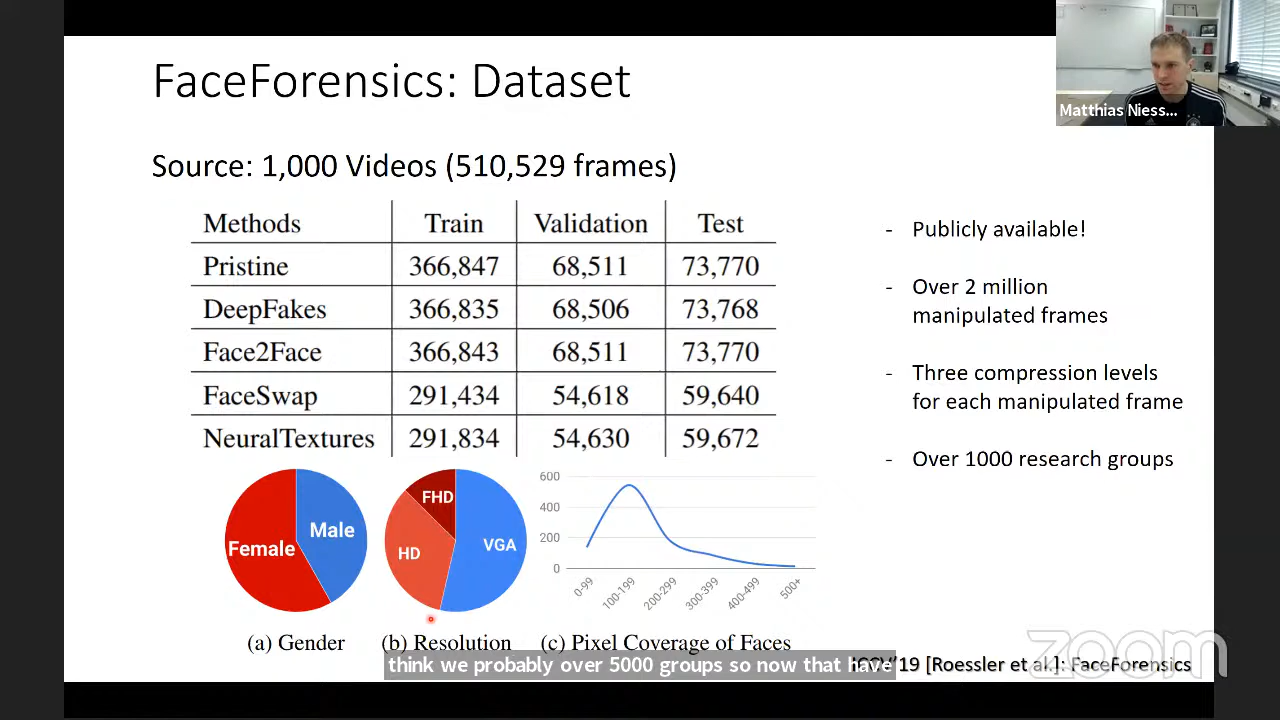 FaceForensics: Dataset
Matthias Niess...
Source: 1,000 Videos (510,529 frames)
Methods Train Validation Test
Pristine 366,847 68,511 73,770
DeepFakes 366,835 68,506 73,768
Face2Face 366,843 68,511 73,770
FaceSwap 291,434 54,618 59,640
NeuralTextures 291,834 54,630 59,672
- Publicly available!
- Over 2 million
manipulated frames
- Three compression levels
for each manipulated frame
- Over 1000 research groups
Female Male
FHD
HD VGA
600
400
200
0
0-99 100-199 200-299 300-399 400-499 500+
(a) Gender (b) Resolution (c) Pixel Coverage of Faces
think we probably over 5000 groups so now that have
ICCV'19 [Roessler et al.]: FaceForensics
zoom